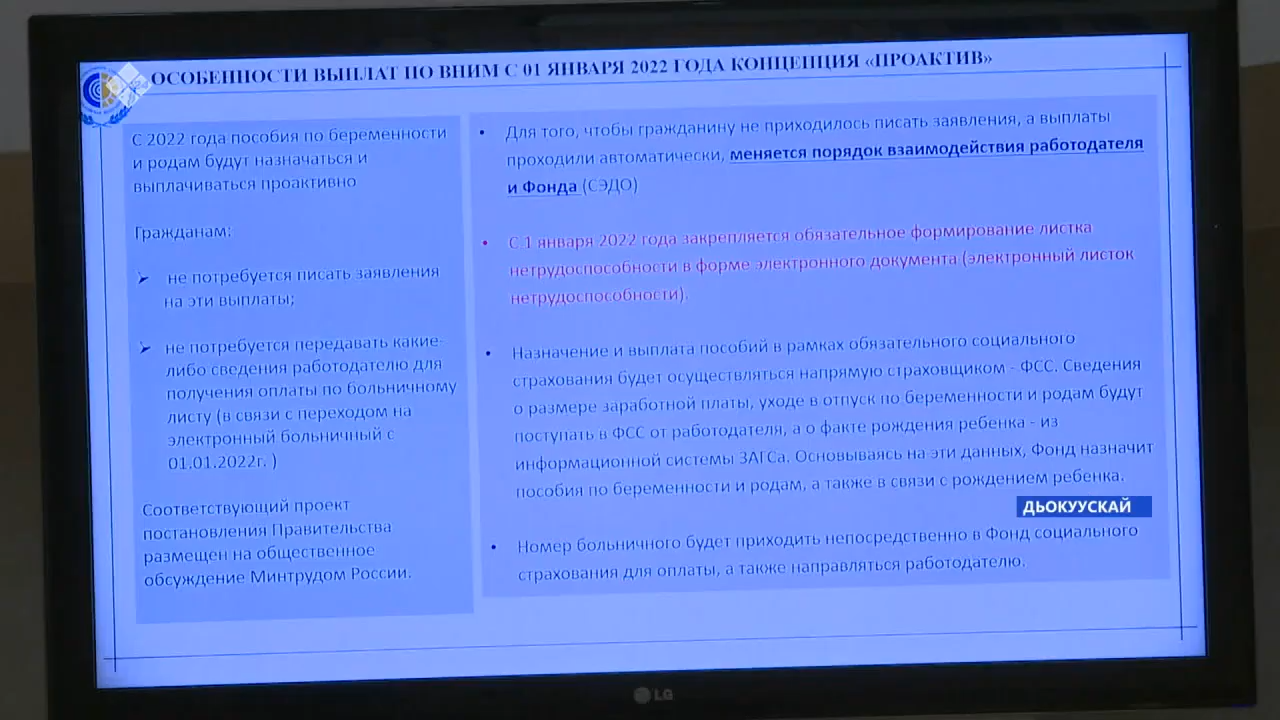 ОСОБЕННОСТИ ВЫПЛАТ ПО ВНИМ С 01 ЯНВАРЯ 2022 ГОДА КОНЦЕПЦИЯ «ПРОАКТИВ»
С 2022 года пособия по беременности
и родам будут назначаться и
выплачиваться проактивно
Гражданам:
➢ не потребуется писать заявления
на эти выплаты;
➢ не потребуется передавать какие-
либо сведения работодателю для
получения оплаты по больничному
листу (в связи с переходом на
электронный больничный с
01.01.2022г. )
Соответствующий проект
постановления Правительства
размещен на общественное
обсуждение Минтрудом России.
• Для того, чтобы гражданину не приходилось писать заявления, а выплаты
проходили автоматически, меняется порядок взаимодействия работодателя
и Фонда (СЭДО)
• С 1 января 2022 года закрепляется обязательное формирование листка
нетрудоспособности в форме электронного документа (электронный листок
нетрудоспособности).
• Назначение и выплата пособий в рамках обязательного социального
страхования будет осуществляться напрямую страховщиком - ФСС. Сведения
о размере заработной платы, уходе в отпуск по беременности и родам будут
поступать в ФСС от работодателя, а о факте рождения ребенка - из
информационной системы ЗАГСа. Основываясь на эти данных, Фонд назначит
пособия по беременности и родам, а также в связи с рождением ребенка.
ДЬОКУУСКАЙ
• Номер больничного будет приходить непосредственно в Фонд социального
страхования для оплаты, а также направляться работодателю.
LG